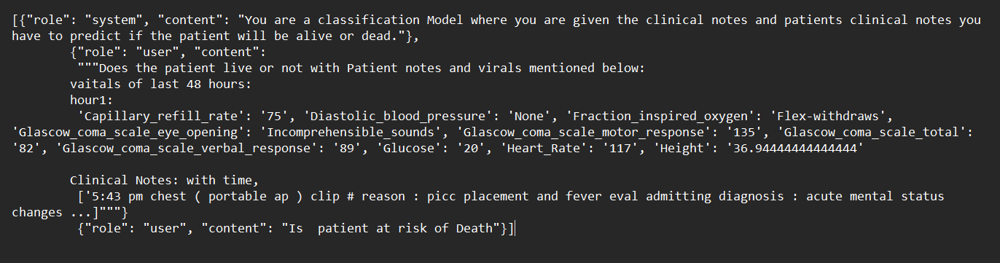 [{"role": "system", "content": "You are a classification Model where you are given the clinical notes and patients clinical notes you
have to predict if the patient will be alive or dead."},
{"role": "user", "content":
"""Does the patient live or not with Patient notes and virals mentioned below:
vaitals of last 48 hours:
hour1:
'Capillary_refill_rate': '75', 'Diastolic_blood_pressure': 'None', 'Fraction_inspired_oxygen': 'Flex-withdraws',
'Glascow_coma_scale_eye_opening': 'Incomprehensible_sounds', 'Glascow_coma_scale_motor_response': '135', 'Glascow_coma_scale_total':
'82', 'Glascow_coma_scale_verbal_response': '89', 'Glucose': '20', 'Heart_Rate': '117', 'Height': '36.94444444444444'
Clinical Notes: with time,
['5:43 pm chest ( portable ap ) clip # reason : picc placement and fever eval admitting diagnosis : acute mental status
changes ...]"""}
{"role": "user", "content": "Is  patient at risk of Death"}]